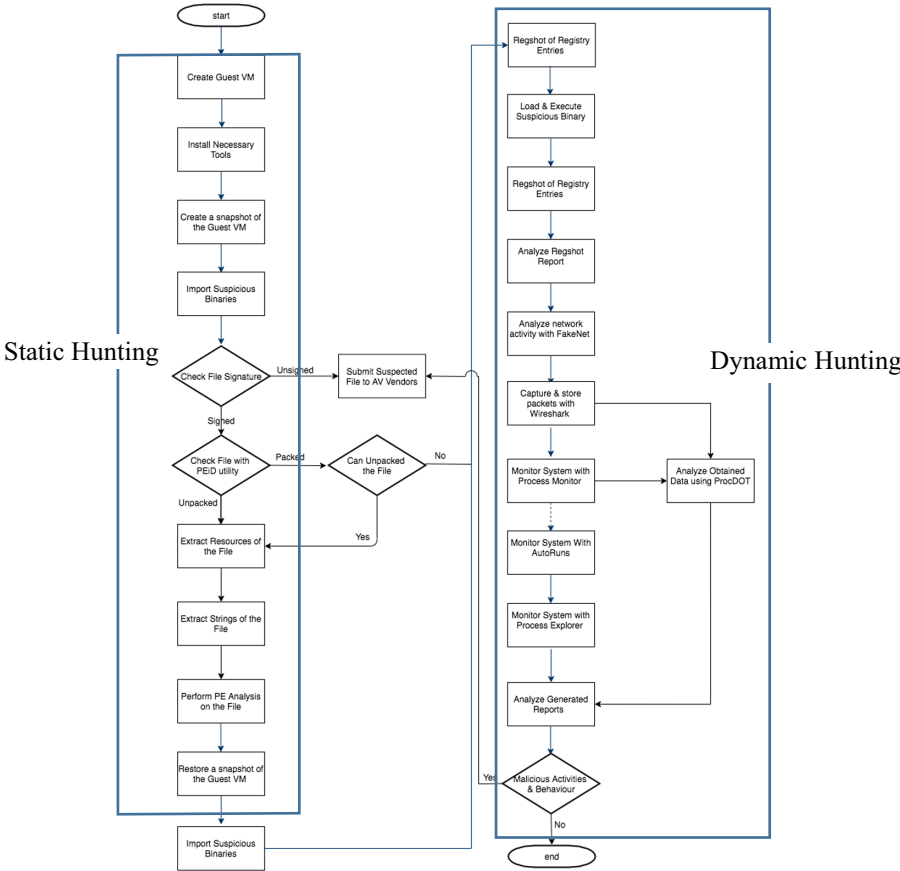 start
Create Guest VM
Install Necessary
Tools
Create a snapshot of
the Guest VM
Import Suspicious
Binaries
Static Hunting
Check File Signature
Unsigned
Submit Suspected
File to AV Vendors
Signed
Check File with
PEiD utility
Packed
Can Unpacked
the File
No
Unpacked
Yes
Extract Resources of
the File
Extract Strings of the
File
Perform PE Analysis
on the File
Restore a snapshot of
the Guest VM
Import Suspicious
Binaries
Regshot of Registry
Entries
Load & Execute
Suspicious Binary
Regshot of Registry
Entries
Analyze Regshot
Report
Analyze network
activity with FakeNet
Dynamic Hunting
Capture & store
packets with
Wireshark
Monitor System with
Process Monitor
Analyze Obtained
Data using ProcDOT
Monitor System With
AutoRuns
Monitor System with
Process Explorer
Analyze Generated
Reports
Yes
Malicious Activities
& Behaviour
No
end